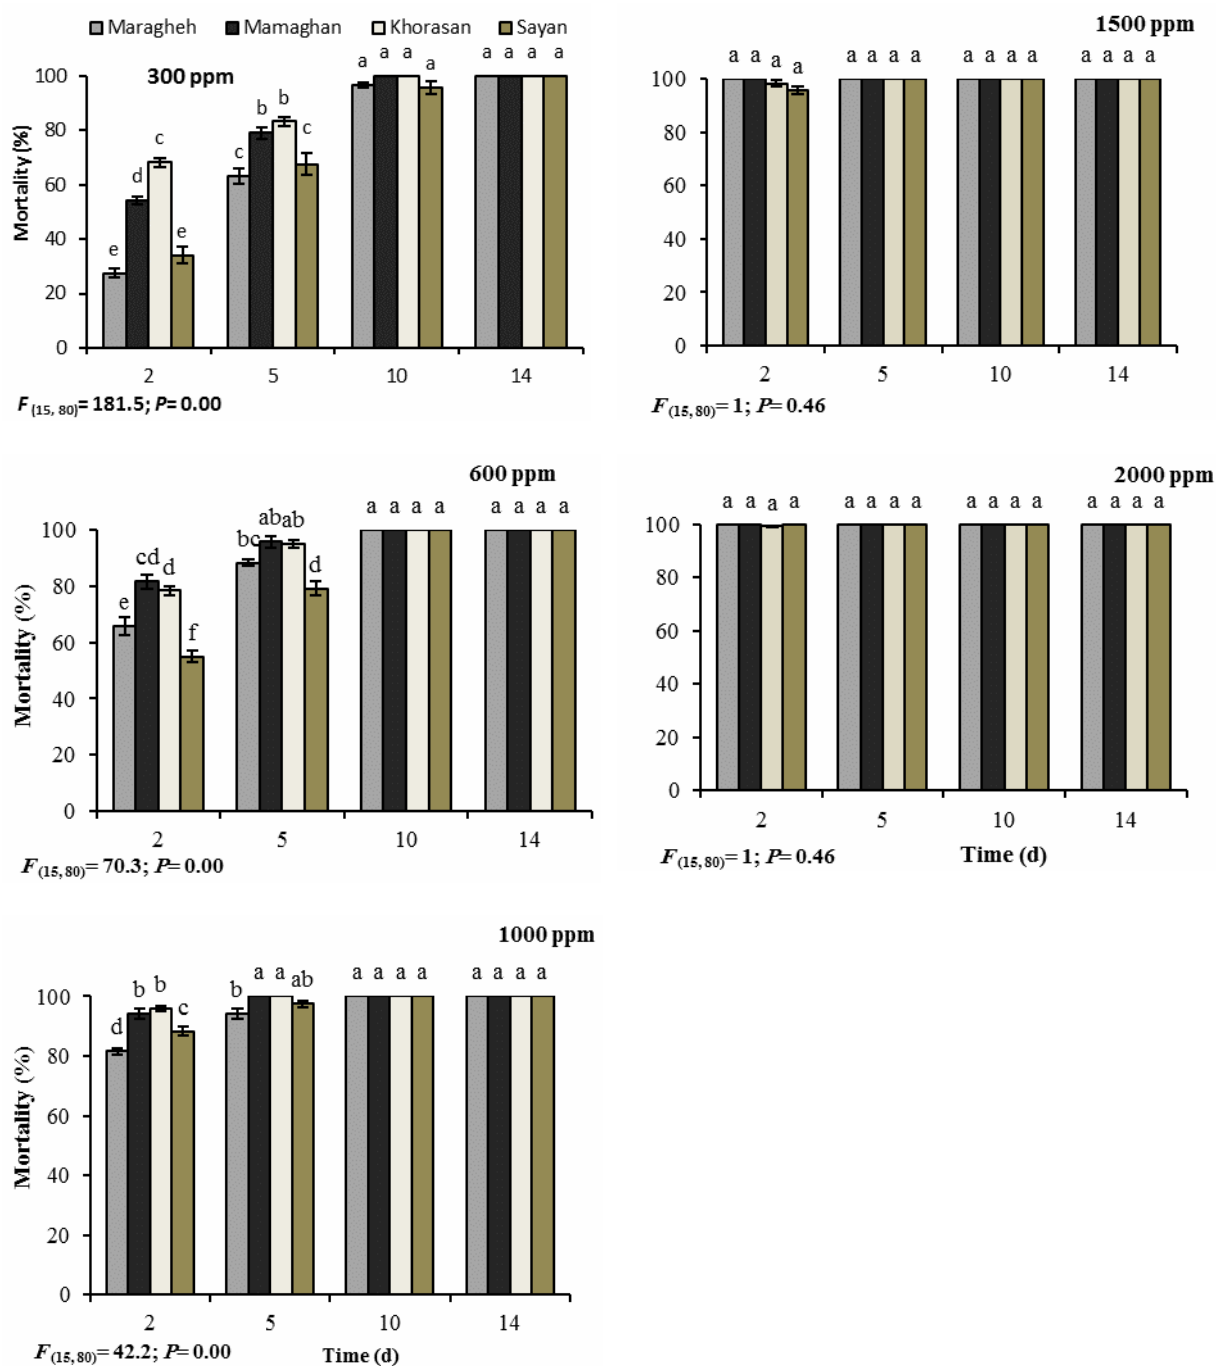 Maragheh Mamaghan Khorasan Sayan
300 ppm
a a a a a a a a
b b c c
c d e e
Mortality (%)
100
80
60
40
20
0
2 5 10 14
F (15, 80) = 181.5; P= 0.00
1500 ppm
a a a a a a a a a a a a a a a a
100
80
60
40
20
0
2 5 10 14
F (15, 80) = 1; P= 0.46
600 ppm
a a a a a a a a
bc ab ab d
e cd d f
Mortality (%)
100
80
60
40
20
0
2 5 10 14
F (15, 80) = 70.3; P= 0.00
2000 ppm
a a a a a a a a a a a a a a a a
100
80
60
40
20
0
2 5 10 14
F (15, 80) = 1; P= 0.46 Time (d)
1000 ppm
d b b c b a a ab a a a a a a a a
Mortality (%)
100
80
60
40
20
0
2 5 10 14
F (15, 80) = 42.2; P= 0.00 Time (d)